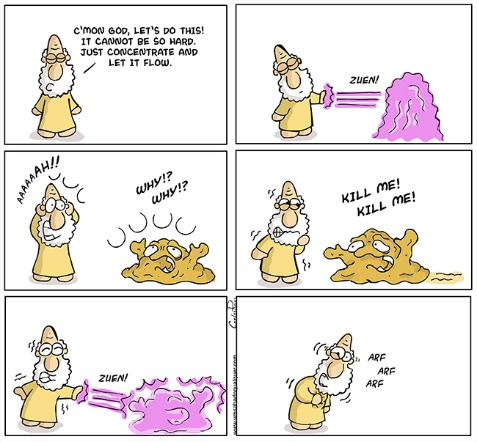 C'MON GOD, LET'S DO THIS!
IT CANNOT BE SO HARD.
JUST CONCENTRATE AND
LET IT FLOW.
ZUEN!
AAAAAAH!!
WHY!?
WHY!?
KILL ME!
KILL ME!
ZUEN!
ARF
ARF
ARF